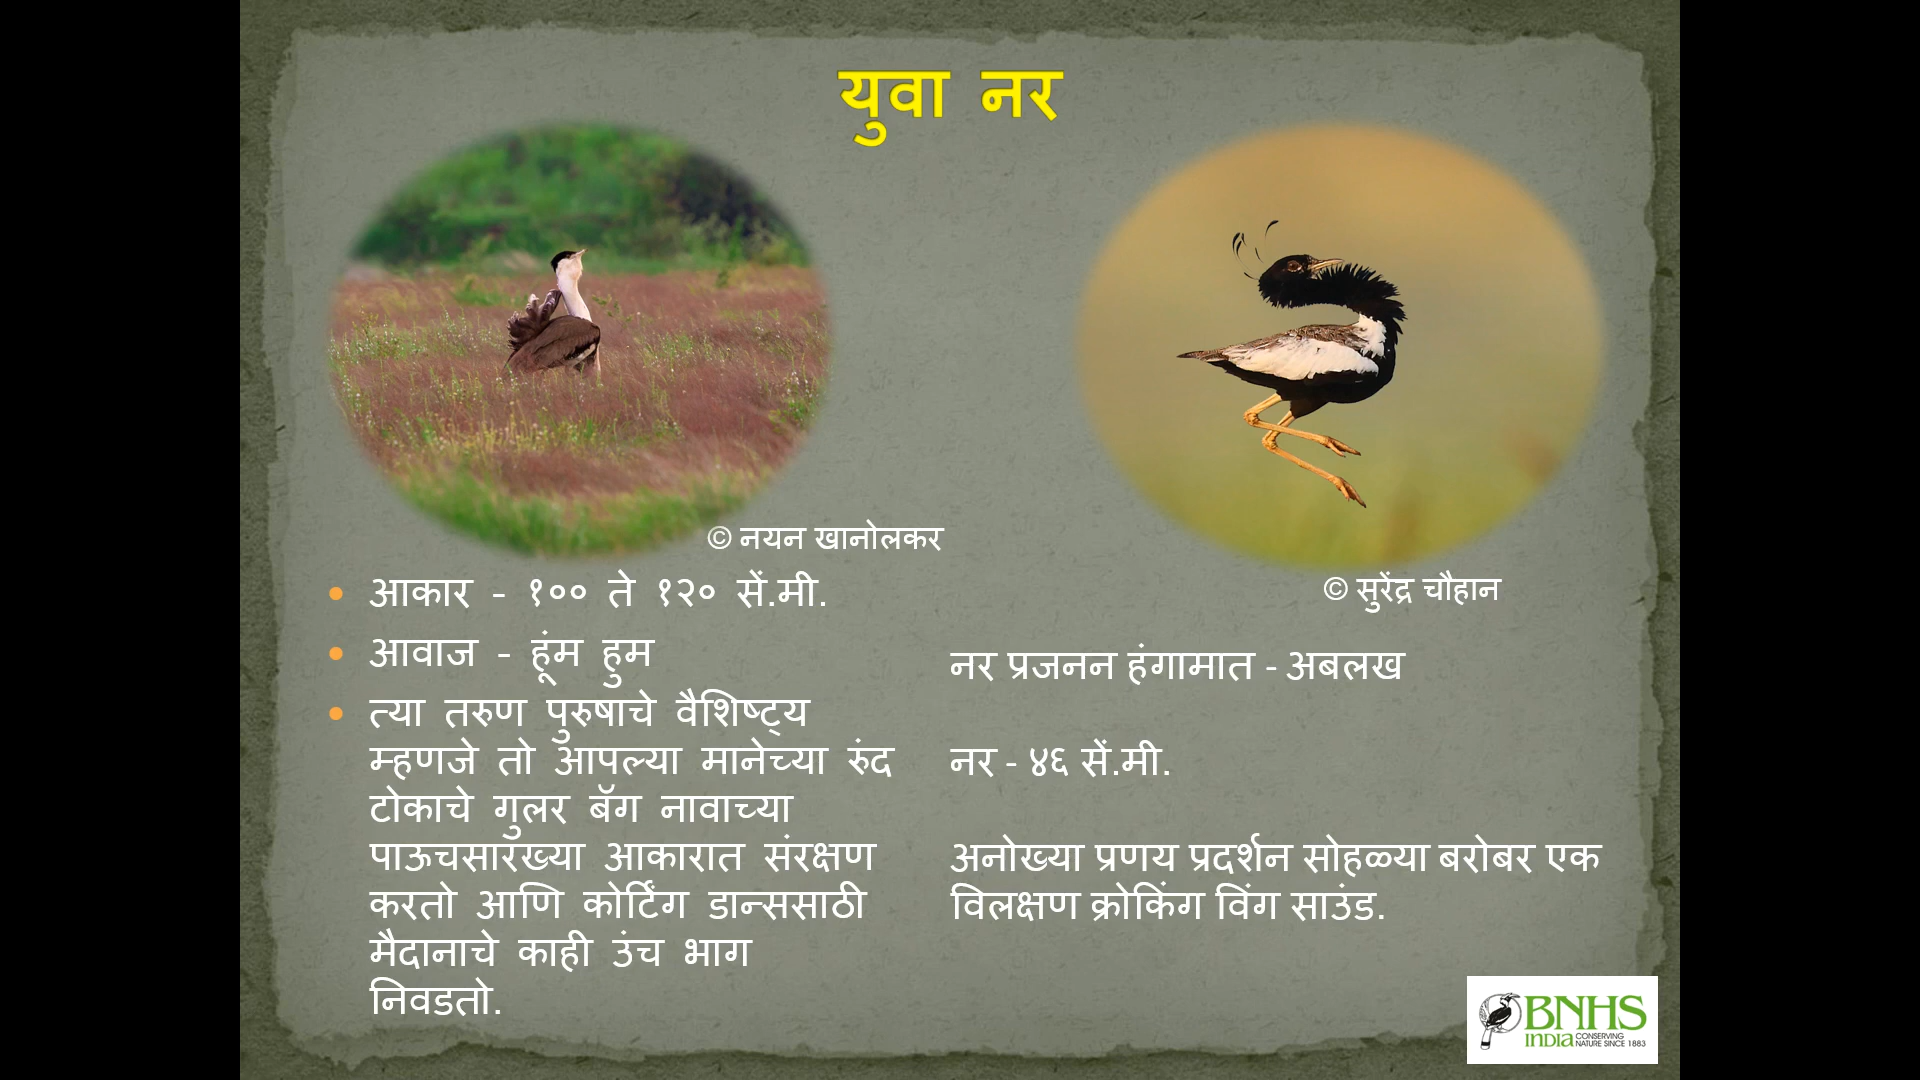 युवा नर
© नयन खानोलकर
• आकार - १०० ते १२० सें.मी.
• आवाज - हूंम हुम
• त्या तरुण पुरुषाचे वैशिष्ट्य
म्हणजे तो आपल्या मानेच्या रुंद
टोकाचे गुलर बॅग नावाच्या
पाऊचसारख्या आकारात संरक्षण
करतो आणि कोर्टिंग डान्ससाठी
मैदानाचे काही उंच भाग
निवडतो.
© सुरेंद्र चौहान
नर प्रजनन हंगामात - अबलख
नर - ४६ सें.मी.
अनोख्या प्रणय प्रदर्शन सोहळ्या बरोबर एक
विलक्षण क्रोकिंग विंग साउंड.
BNHS
INDIA CONSERVING
NATURE SINCE 1883